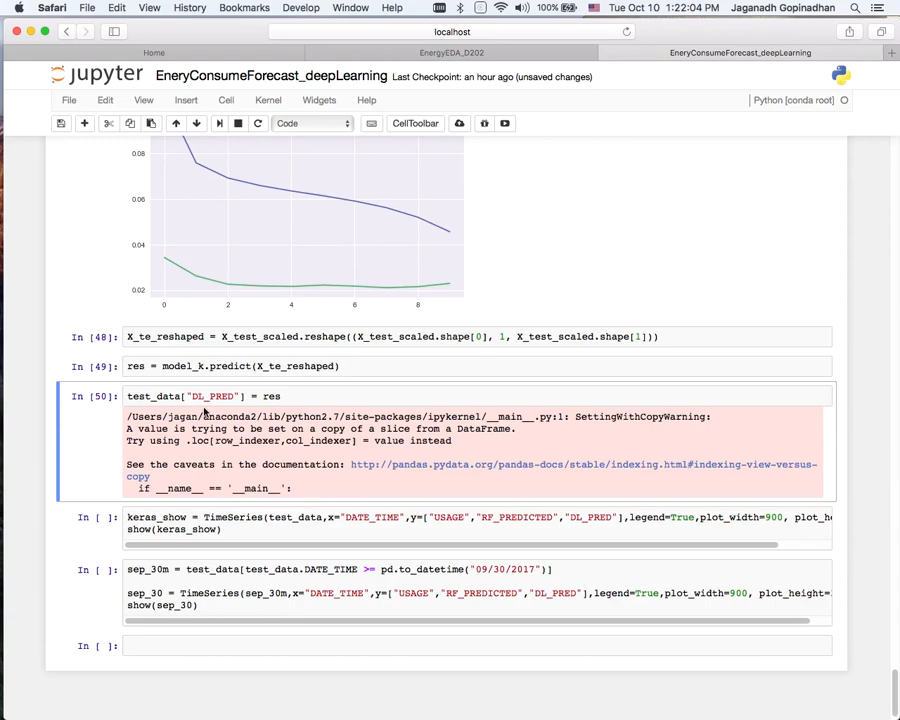 Safari File Edit View History Bookmarks Develop Window Help 100% Tue Oct 10 1:22:04 PM Jaganadh Gopinadhan
localhost
Home EnergyEDA_D202 EneryConsumeForecast_deepLearning
jupyter EneryConsumeForecast_deepLearning Last Checkpoint: an hour ago (unsaved changes)
File Edit View Insert Cell Kernel Widgets Help Python [conda root]
Code CellToolbar
0.08
0.06
0.04
0.02
0 2 4 6 8
In [48]: X_te_reshaped = X_test_scaled.reshape((X_test_scaled.shape[0], 1, X_test_scaled.shape[1]))
In [49]: res = model_k.predict(X_te_reshaped)
In [50]: test_data["DL_PRED"] = res
/Users/jagan/anaconda2/lib/python2.7/site-packages/ipykernel/__main__.py:1: SettingWithCopyWarning:
A value is trying to be set on a copy of a slice from a DataFrame.
Try using .loc[row_indexer,col_indexer] = value instead
See the caveats in the documentation: http://pandas.pydata.org/pandas-docs/stable/indexing.html#indexing-view-versus-
copy
if __name__ == '__main__':
In [ ]: keras_show = TimeSeries(test_data,x="DATE_TIME",y=["USAGE","RF_PREDICTED","DL_PRED"],legend=True,plot_width=900, plot_he
show(keras_show)
In [ ]: sep_30m = test_data[test_data.DATE_TIME >= pd.to_datetime("09/30/2017")]
sep_30 = TimeSeries(sep_30m,x="DATE_TIME",y=["USAGE","RF_PREDICTED","DL_PRED"],legend=True,plot_width=900, plot_height=
show(sep_30)
In [ ]: